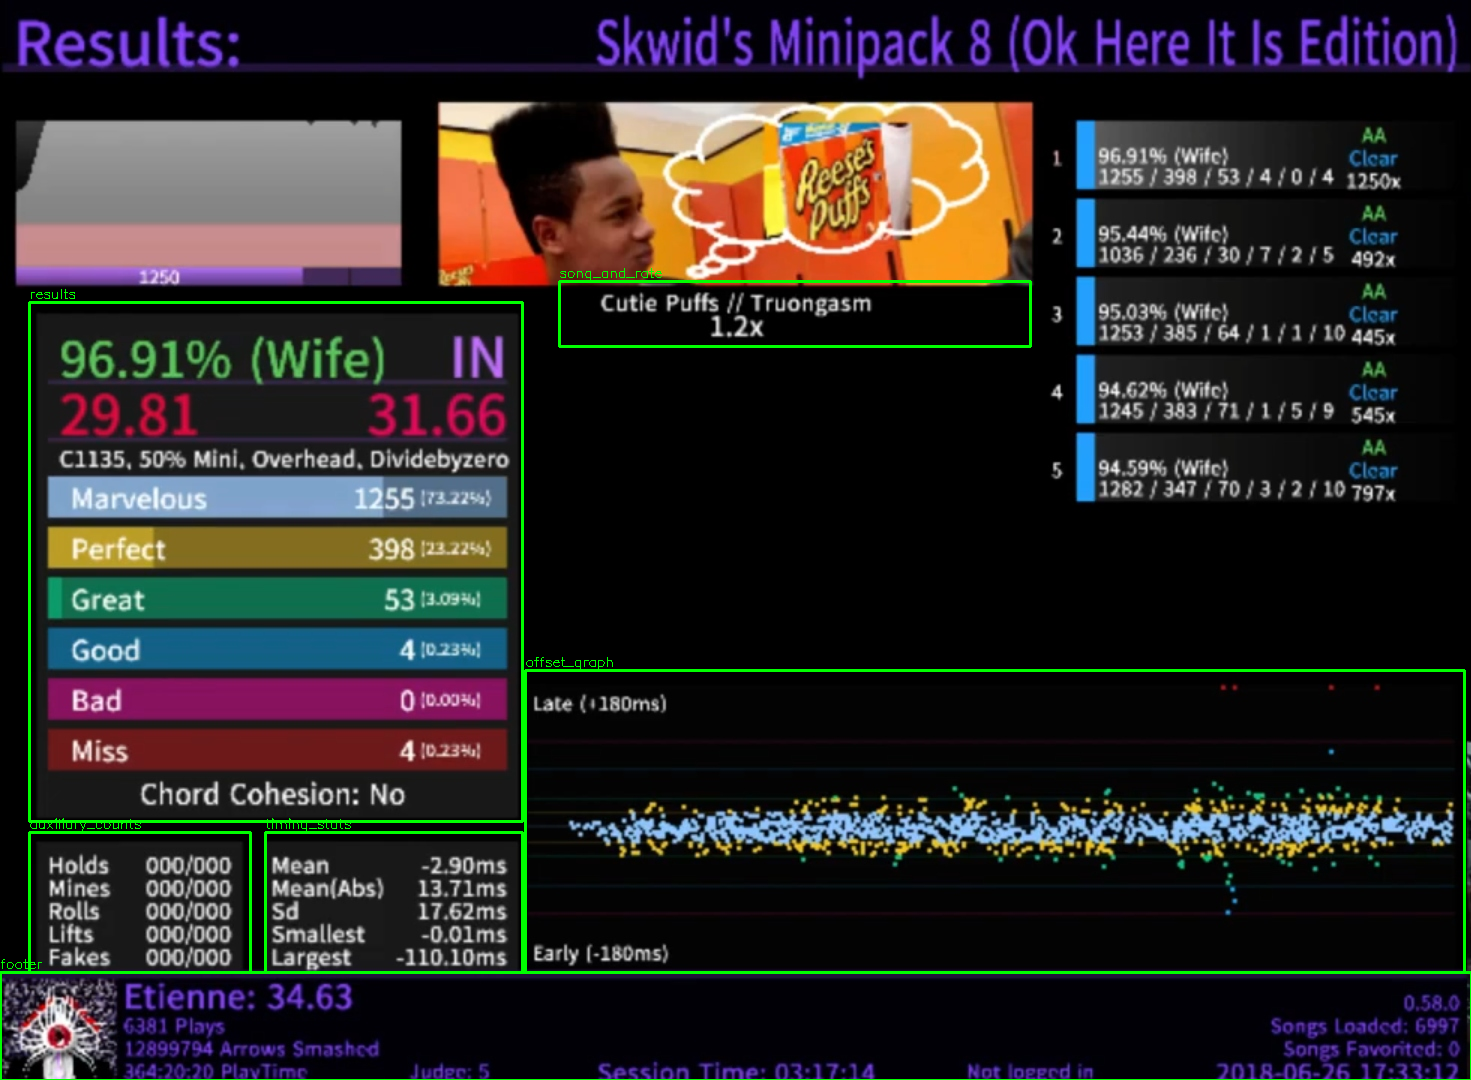 Results:
Skwid's Minipack 8 (Ok Here It Is Edition)
1250
Reese's Puffs
song_and_rate
Cutie Puffs // Truongasm
1.2x
1
96.91% (Wife)
AA
Clear
1255 / 398 / 53 / 4 / 0 / 4
1250x
2
95.44% (Wife)
AA
Clear
1036 / 236 / 30 / 7 / 2 / 5
492x
3
95.03% (Wife)
AA
Clear
1253 / 385 / 64 / 1 / 1 / 10
445x
4
94.62% (Wife)
AA
Clear
1245 / 383 / 71 / 1 / 5 / 9
545x
5
94.59% (Wife)
AA
Clear
1282 / 347 / 70 / 3 / 2 / 10
797x
results
96.91% (Wife) IN
29.81 31.66
C1135, 50% Mini, Overhead, Dividebyzero
Marvelous 1255 (73.22%)
Perfect 398 (23.22%)
Great 53 (3.09%)
Good 4 (0.23%)
Bad 0 (0.00%)
Miss 4 (0.23%)
Chord Cohesion: No
auxiliary_counts
Holds 000/000
Mines 000/000
Rolls 000/000
Lifts 000/000
Fakes 000/000
timing_stats
Mean -2.90ms
Mean(Abs) 13.71ms
Sd 17.62ms
Smallest -0.01ms
Largest -110.10ms
offset_graph
Late (+180ms)
Early (-180ms)
footer
Etienne: 34.63
6381 Plays
12899794 Arrows Smashed
364:20:20 PlayTime
Judge: 5
Session Time: 03:17:14
Not logged in
0.58.0
Songs Loaded: 6997
Songs Favorited: 0
2018-06-26 17:33:12